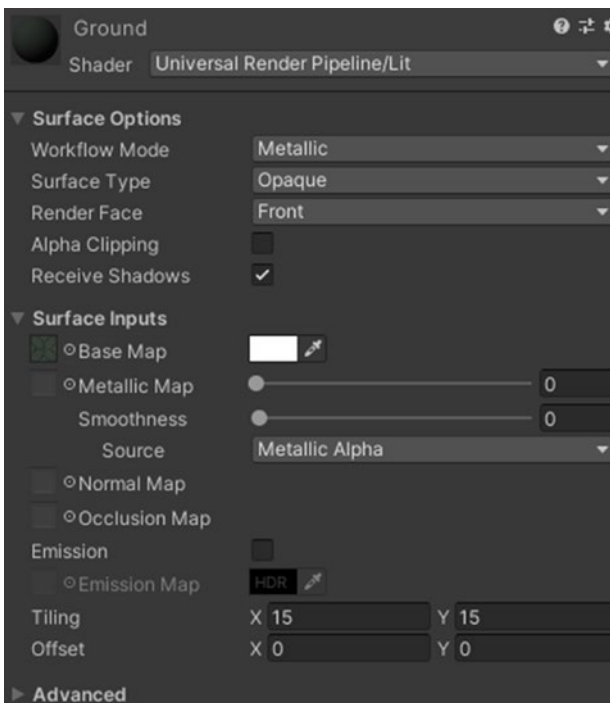 Ground
Shader Universal Render Pipeline/Lit
Surface Options
Workflow Mode Metallic
Surface Type Opaque
Render Face Front
Alpha Clipping
Receive Shadows
Surface Inputs
Base Map
Metallic Map 0
Smoothness 0
Source Metallic Alpha
Normal Map
Occlusion Map
Emission
Emission Map HDR
Tiling X 15 Y 15
Offset X 0 Y 0
Advanced